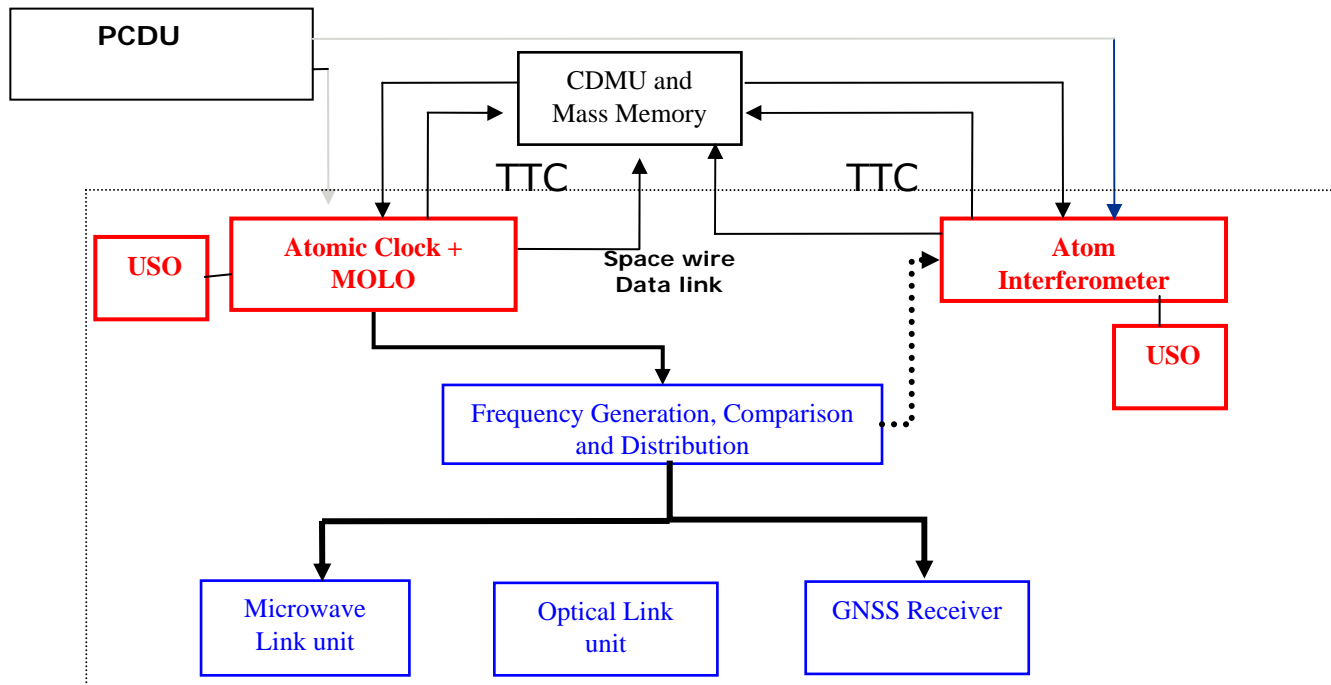 PCDU
CDMU and
Mass Memory
TTC
TTC
USO
Atomic Clock +
MOLO
Space wire
Data link
Atom
Interferometer
USO
Frequency Generation, Comparison
and Distribution
Microwave
Link unit
Optical Link
unit
GNSS Receiver